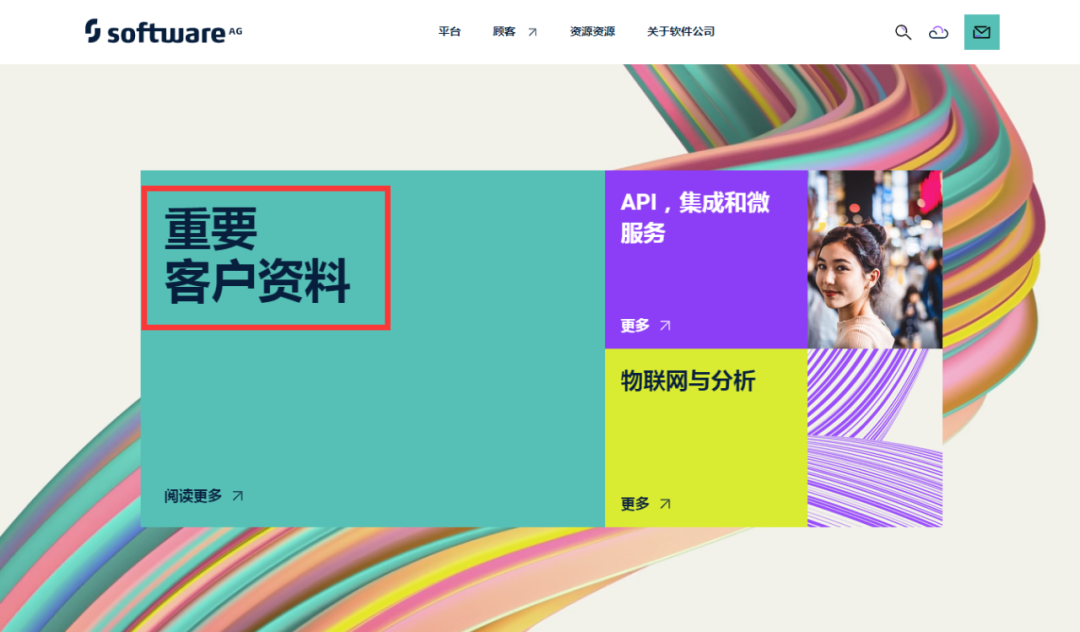 software AG
平台
顾客
资源资源
关于软件公司
重要
客户资料
阅读更多
API，集成和微
服务
更多
物联网与分析
更多